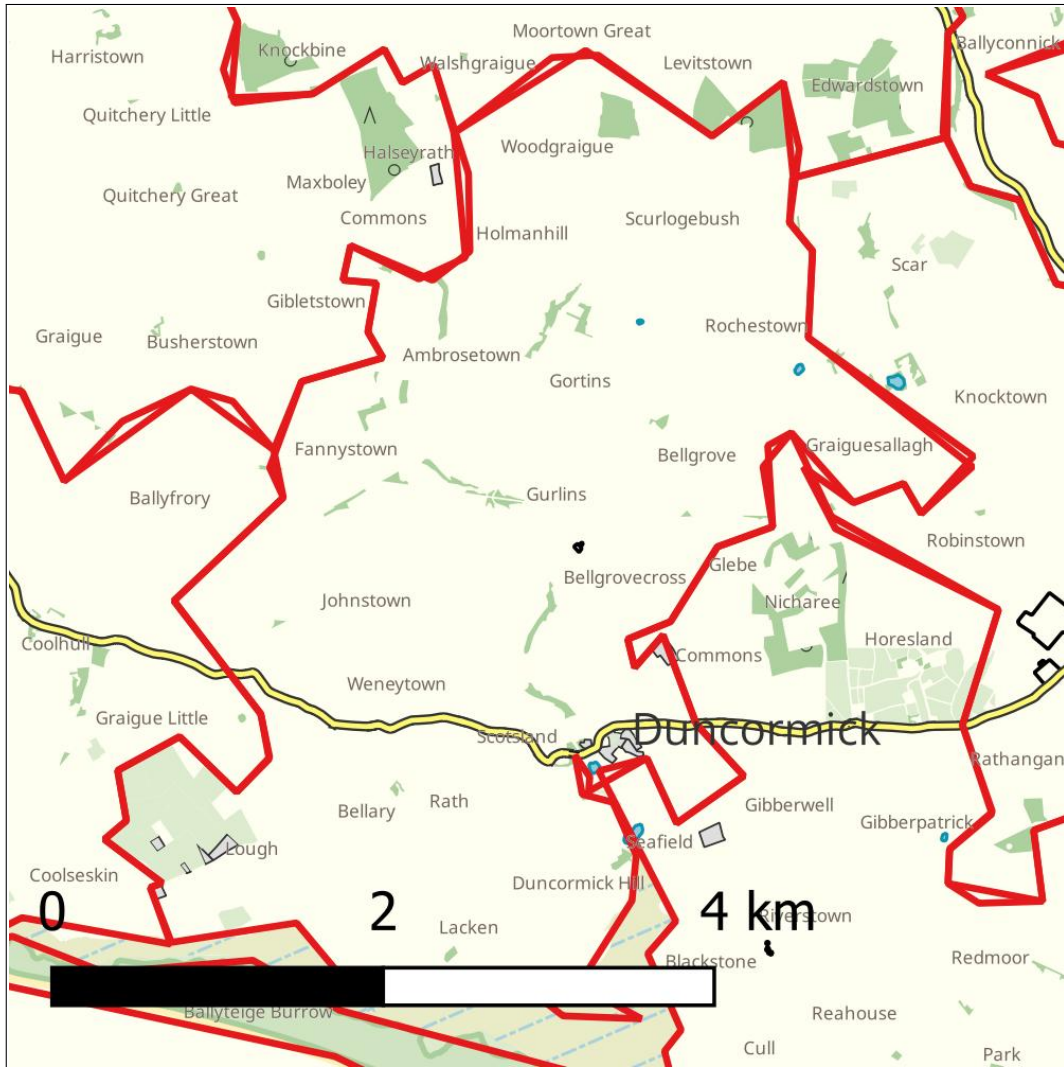 Moortown Great
Harristown
Knockbine
Walshgraigue
Levitstown
Ballyconnick
Edwardstown
Quitchery Little
Woodgraigue
Halseyrath
Maxboley
Quitchery Great
Commons
Scurlogebush
Holmanhill
Scar
Gibletstown
Rochestown
Graigue
Busherstown
Ambrosetown
Gortins
Knocktown
Fannystown
Bellgrove
Graiguesallagh
Ballyfrory
Gurlins
Robinstown
Glebe
Bellgrovecross
Johnstown
Nicharee
Coolhull
Horesland
Commons
Weneytown
Graigue Little
Scotsland
Duncormick
Rathangan
Bellary
Rath
Gibberwell
Gibberpatrick
Lough
Seafield
Coolseskin
Duncormick Hill
0 2 4 km
Riverstown
Lacken
Blackstone
Redmoor
Ballyteige Burrow
Reahouse
Cull
Park